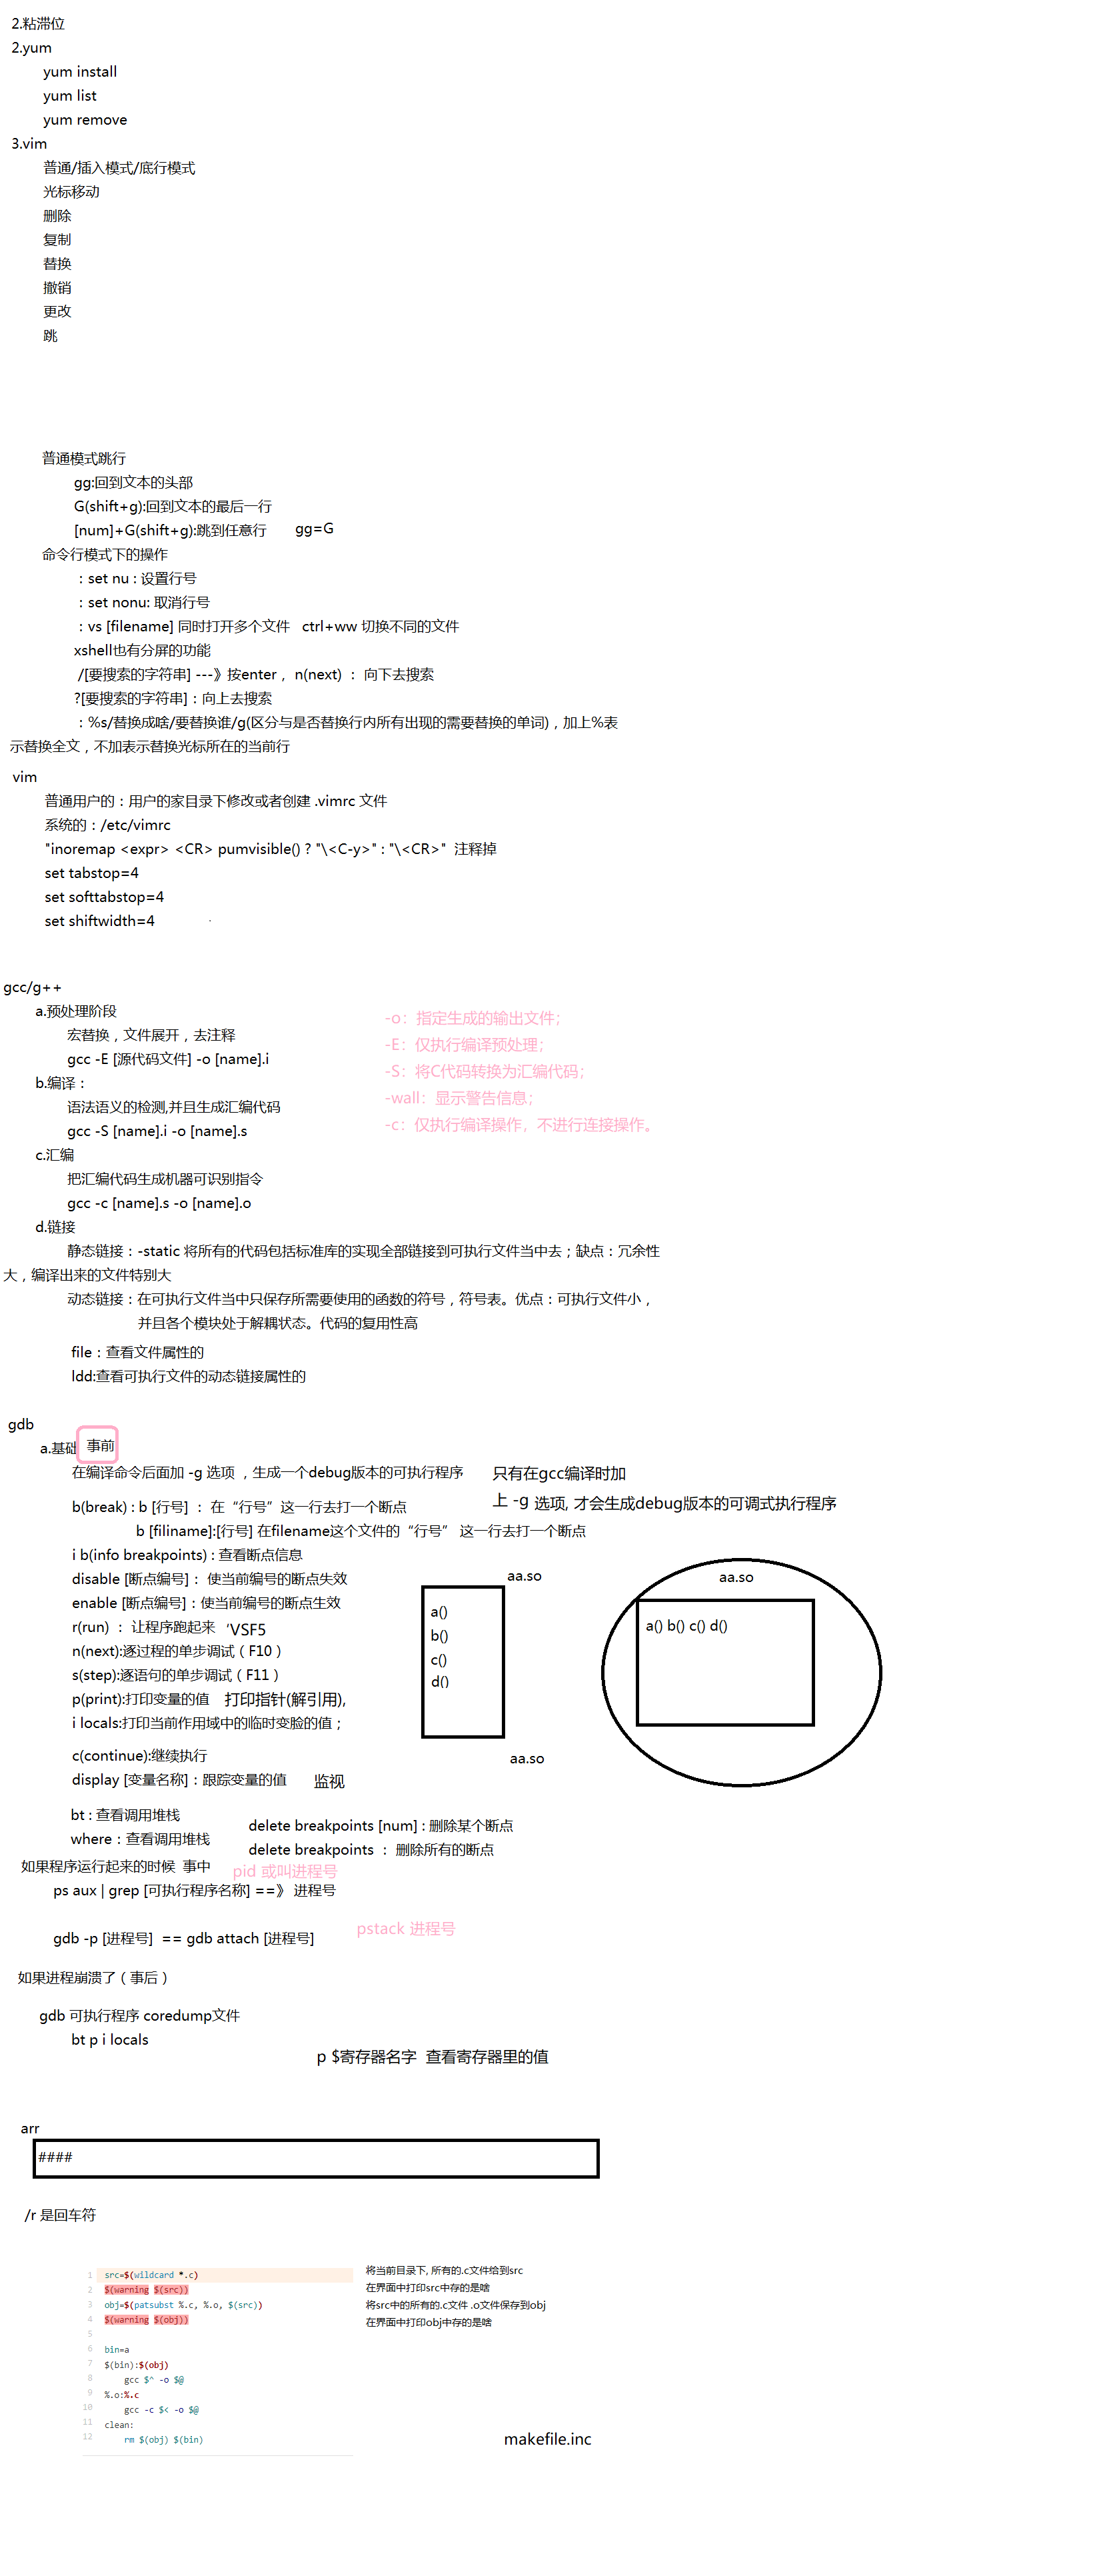 2.粘滞位
2.yum
yum install
yum list
yum remove
3.vim
普通/插入模式/底行模式
光标移动
删除
复制
替换
撤销
更改
跳
普通模式跳行
gg:回到文本的头部
G(shift+g):回到文本的最后一行
[num]+G(shift+g):跳到任意行 gg=G
命令行模式下的操作
：set nu : 设置行号
：set nonu: 取消行号
：vs [filename] 同时打开多个文件 ctrl+ww 切换不同的文件
xshell也有分屏的功能
/[要搜索的字符串] ---》按enter， n(next) ： 向下去搜索
?[要搜索的字符串]：向上去搜索
：%s/替换成啥/要替换谁/g(区分与是否替换行内所有出现的需要替换的单词)，加上%表
示替换全文，不加表示替换光标所在的当前行
vim
普通用户的：用户的家目录下修改或者创建 .vimrc 文件
系统的：/etc/vimrc
"inoremap <expr> <CR> pumvisible() ? "\<C-y>" : "\<CR>" 注释掉
set tabstop=4
set softtabstop=4
set shiftwidth=4
gcc/g++
a.预处理阶段
宏替换，文件展开，去注释
gcc -E [源代码文件] -o [name].i
b.编译：
语法语义的检测,并且生成汇编代码
gcc -S [name].i -o [name].s
c.汇编
把汇编代码生成机器可识别指令
gcc -c [name].s -o [name].o
d.链接
-o：指定生成的输出文件；
-E：仅执行编译预处理；
-S：将C代码转换为汇编代码；
-wall：显示警告信息；
-c：仅执行编译操作，不进行连接操作。
静态链接：-static 将所有的代码包括标准库的实现全部链接到可执行文件当中去；缺点：冗余性
大，编译出来的文件特别大
动态链接：在可执行文件当中只保存所需要使用的函数的符号，符号表。优点：可执行文件小，
并且各个模块处于解耦状态。代码的复用性高
file：查看文件属性的
ldd:查看可执行文件的动态链接属性的
gdb
a.基础 事前
在编译命令后面加 -g 选项 ，生成一个debug版本的可执行程序
只有在gcc编译时加
上 -g 选项, 才会生成debug版本的可调式执行程序
b(break) : b [行号] ： 在“行号”这一行去打一个断点
b [filiname]:[行号] 在filename这个文件的“行号” 这一行去打一个断点
i b(info breakpoints) : 查看断点信息
disable [断点编号]： 使当前编号的断点失效
enable [断点编号]：使当前编号的断点生效
r(run) ： 让程序跑起来 'VSF5
n(next):逐过程的单步调试（F10）
s(step):逐语句的单步调试（F11）
p(print):打印变量的值 打印指针(解引用),
i locals:打印当前作用域中的临时变脸的值；
c(continue):继续执行
display [变量名称]：跟踪变量的值 监视
aa.so
a()
b()
c()
d()
aa.so
aa.so
a() b() c() d()
bt : 查看调用堆栈
where：查看调用堆栈
delete breakpoints [num] : 删除某个断点
delete breakpoints ： 删除所有的断点
如果程序运行起来的时候 事中
pid 或叫进程号
ps aux | grep [可执行程序名称] ==》 进程号
pstack 进程号
gdb -p [进程号] == gdb attach [进程号]
如果进程崩溃了（事后）
gdb 可执行程序 coredump文件
bt p i locals
p $寄存器名字 查看寄存器里的值
arr
####
/r 是回车符
1 src=$(wildcard *.c)
2 $(warning $(src))
3 obj=$(patsubst %.c, %.o, $(src))
4 $(warning $(obj))
5
6 bin=a
7 $(bin):$(obj)
8 gcc $^ -o $@
9 %.o:%.c
10 gcc -c $< -o $@
11 clean:
12 rm $(obj) $(bin)
将当前目录下, 所有的.c文件给到src
在界面中打印src中存的是啥
将src中的所有的.c文件 .o文件保存到obj
在界面中打印obj中存的是啥
makefile.inc